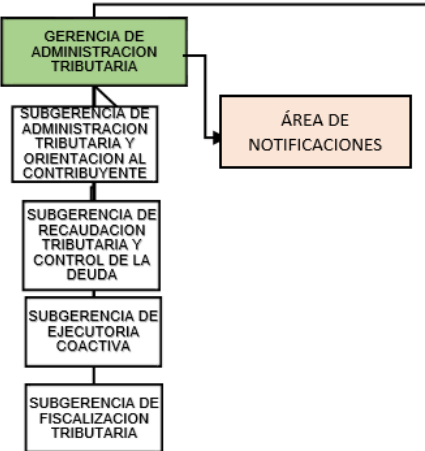 GERENCIA DE
ADMINISTRACION
TRIBUTARIA
SUBGERENCIA DE
ADMINISTRACION
TRIBUTARIA Y
ORIENTACION AL
CONTRIBUYENTE
ÁREA DE
NOTIFICACIONES
SUBGERENCIA DE
RECAUDACION
TRIBUTARIA Y
CONTROL DE LA
DEUDA
SUBGERENCIA DE
EJECUTORIA
COACTIVA
SUBGERENCIA DE
FISCALIZACION
TRIBUTARIA